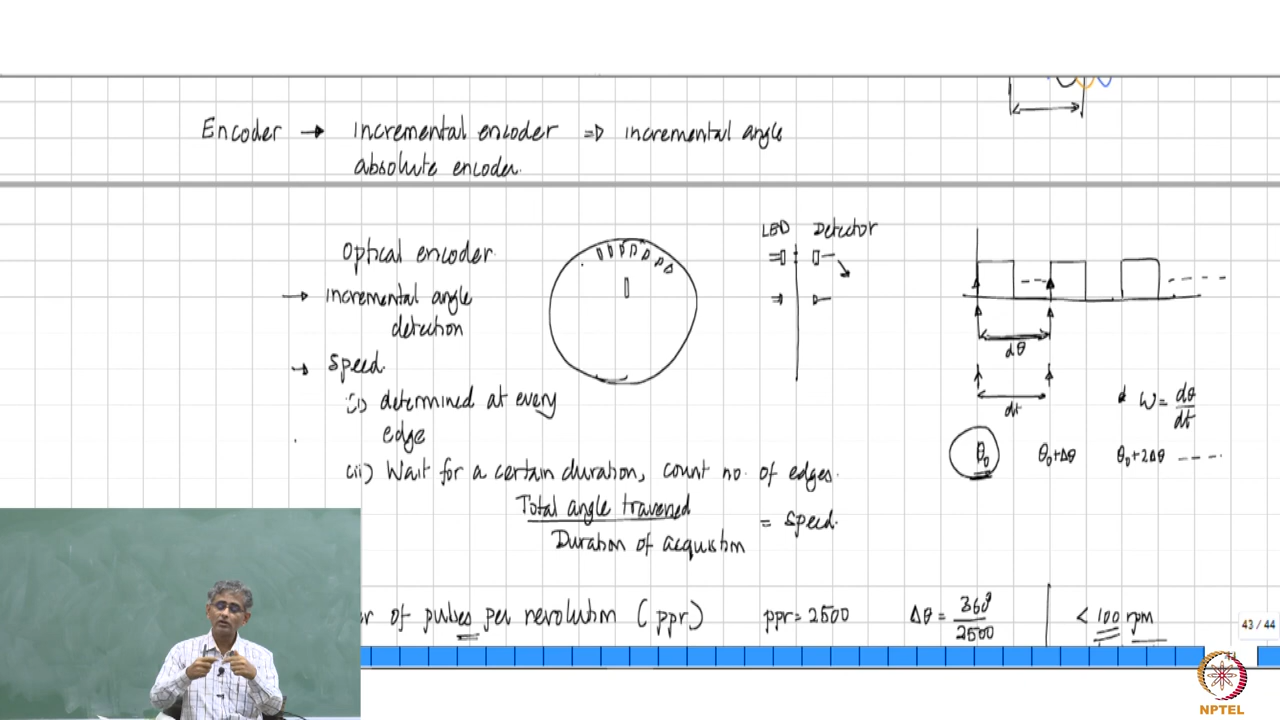 Encoder → Incremental encoder ⇒ incremental angle
absolute encoder.
Optical encoder
→ incremental angle
detection
→ Speed.
(i) determined at every
edge
(ii) Wait for a certain duration, count no. of edges.
Total angle traversed
Duration of acquisition
= speed.
LED Detector
dθ
dt
ω = dθ/dt
θ₀ θ₀+Δθ θ₀+2Δθ ----
er of pulses per revolution (ppr) ppr = 2500 Δθ = 360°/2500 < 100 rpm
43 / 44
NPTEL